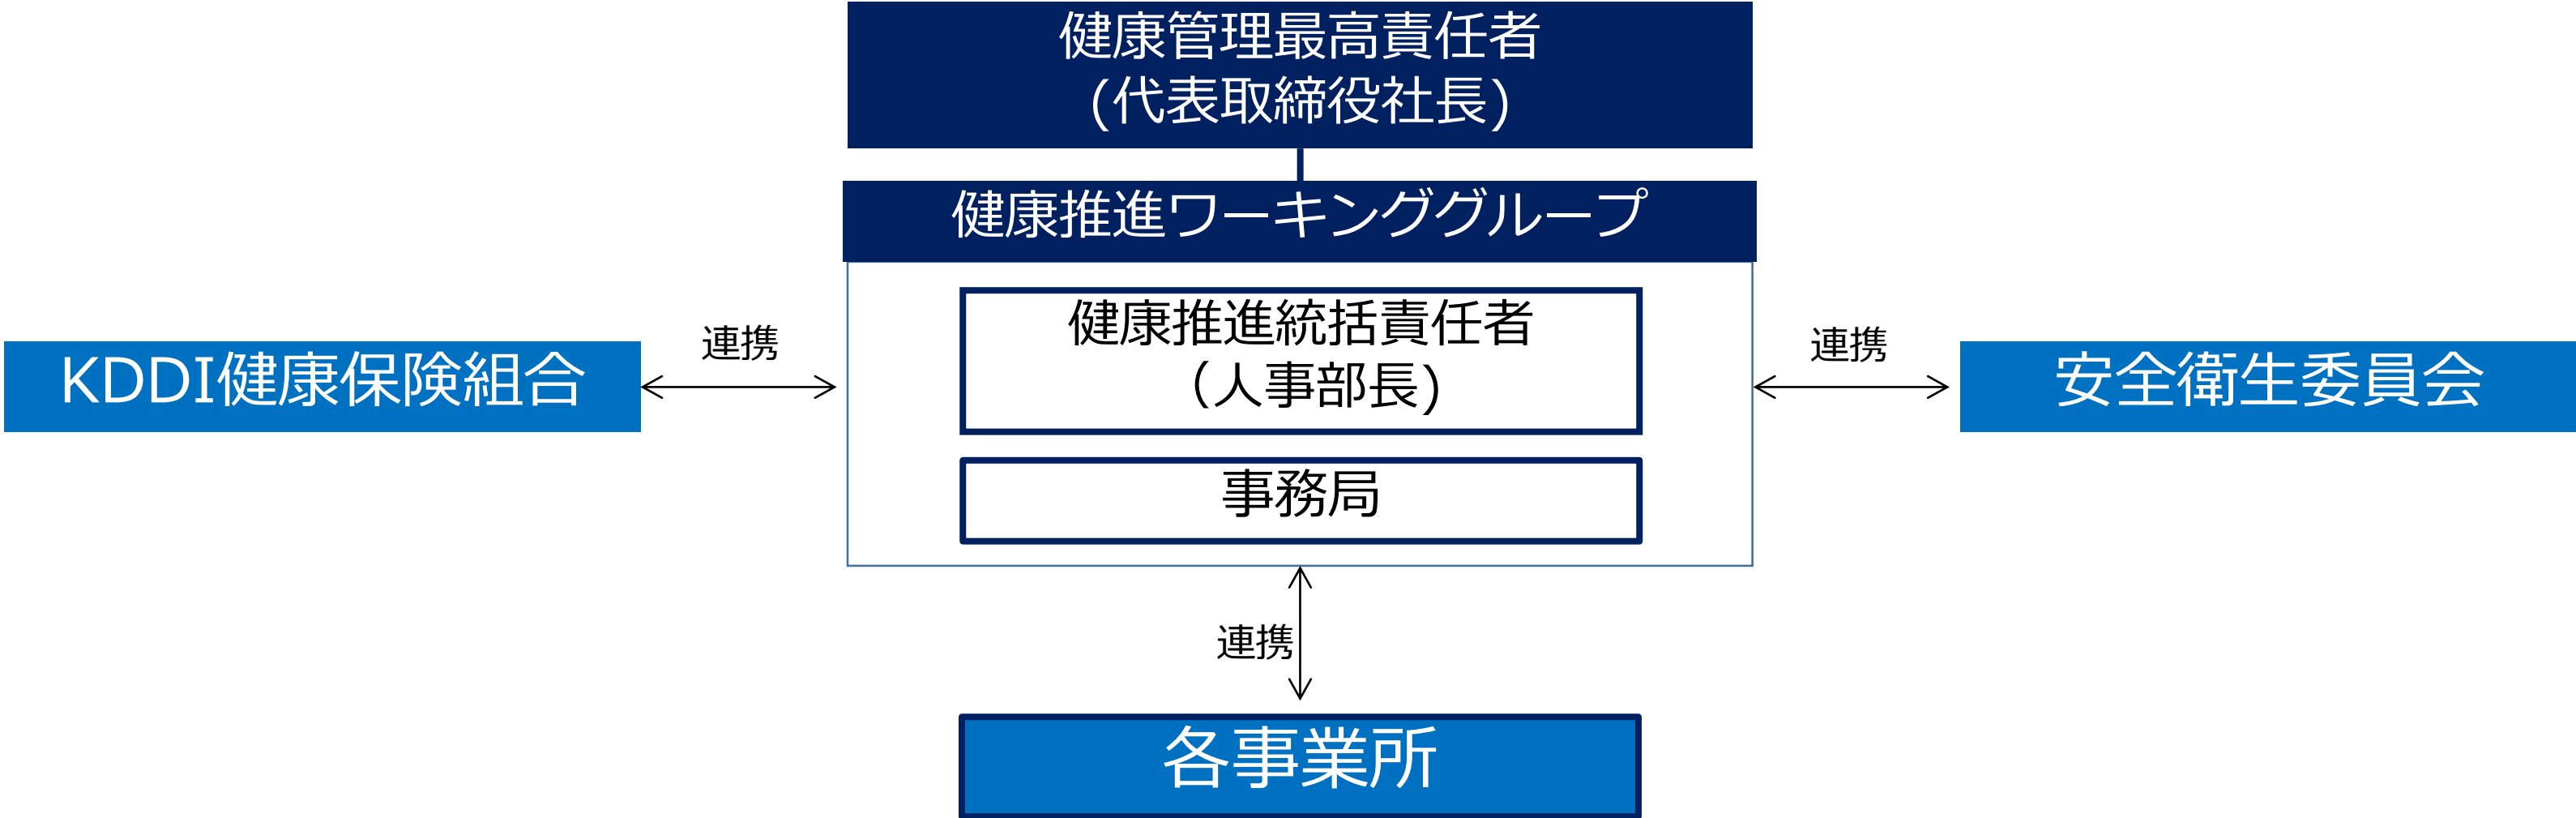 健康管理最高責任者
(代表取締役社長)
健康推進ワーキンググループ
健康推進統括責任者
(人事部長)
事務局
連携
KDDI健康保険組合
連携
安全衛生委員会
連携
各事業所